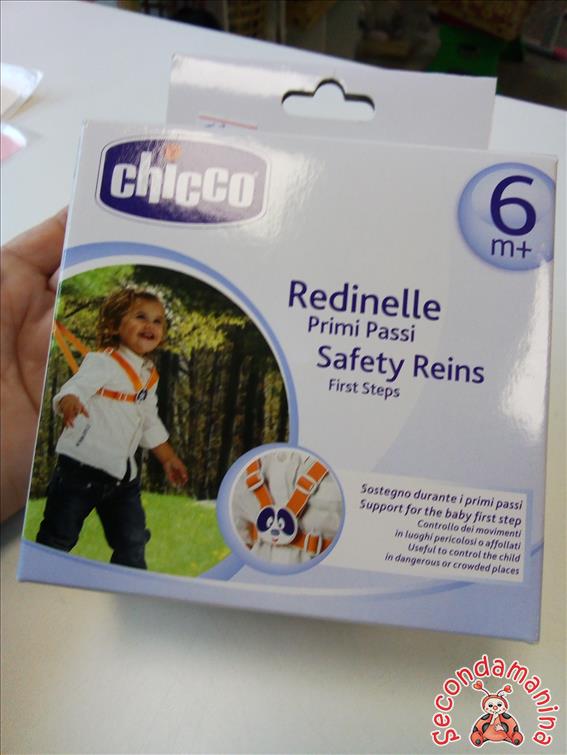 chicco
6
m+
Redinelle
Primi Passi
Safety Reins
First Steps
Sostegno durante i primi passi
Support for the baby first step
Controllo dei movimenti
in luoghi pericolosi o affollati
Useful to control the child
in dangerous or crowded places
Secondamanina